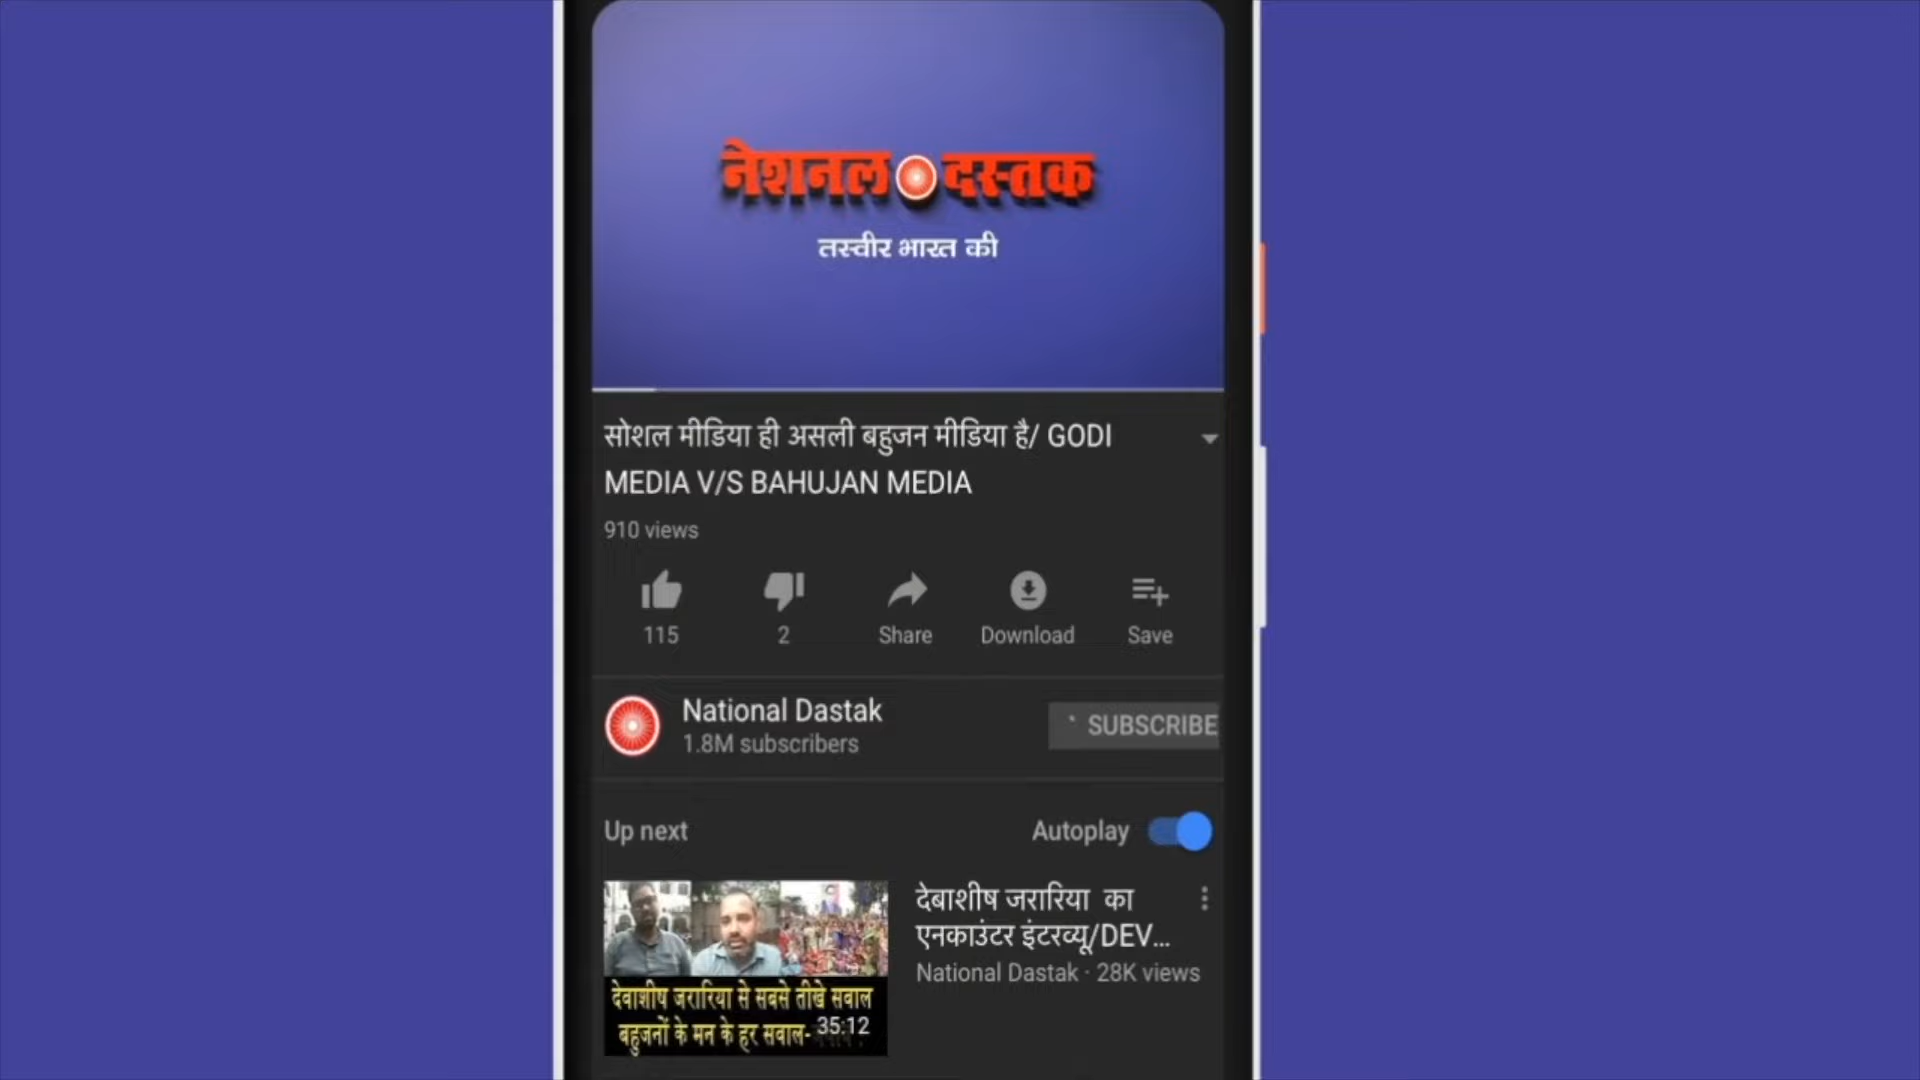 नेशनल दस्तक
तस्वीर भारत की
सोशल मीडिया ही असली बहुजन मीडिया है/ GODI
MEDIA V/S BAHUJAN MEDIA
910 views
115
2
Share
Download
Save
National Dastak
1.8M subscribers
SUBSCRIBE
Up next
Autoplay
देबाशीष जरारिया का
एनकाउंटर इंटरव्यू/DEV...
National Dastak · 28K views
देवाशीष जरारिया से सबसे तीखे सवाल
बहुजनों के मन के हर सवाल-
35:12